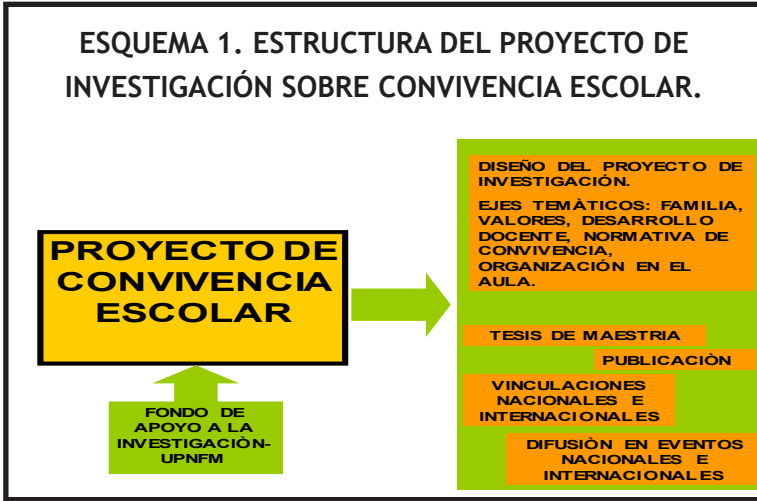 ESQUEMA 1. ESTRUCTURA DEL PROYECTO DE
INVESTIGACIÓN SOBRE CONVIVENCIA ESCOLAR.
PROYECTO DE
CONVIVENCIA
ESCOLAR
FONDO DE
APOYO A LA
INVESTIGACIÒN-
UPNFM
DISEÑO DEL PROYECTO DE
INVESTIGACIÓN.
EJES TEMÀTICOS: FAMILIA,
VALORES, DESARROLLO
DOCENTE, NORMATIVA DE
CONVIVENCIA,
ORGANIZACIÓN EN EL
AULA.
TESIS DE MAESTRIA
PUBLICACIÒN
VINCULACIONES
NACIONALES E
INTERNACIONALES
DIFUSIÒN EN EVENTOS
NACIONALES E
INTERNACIONALES